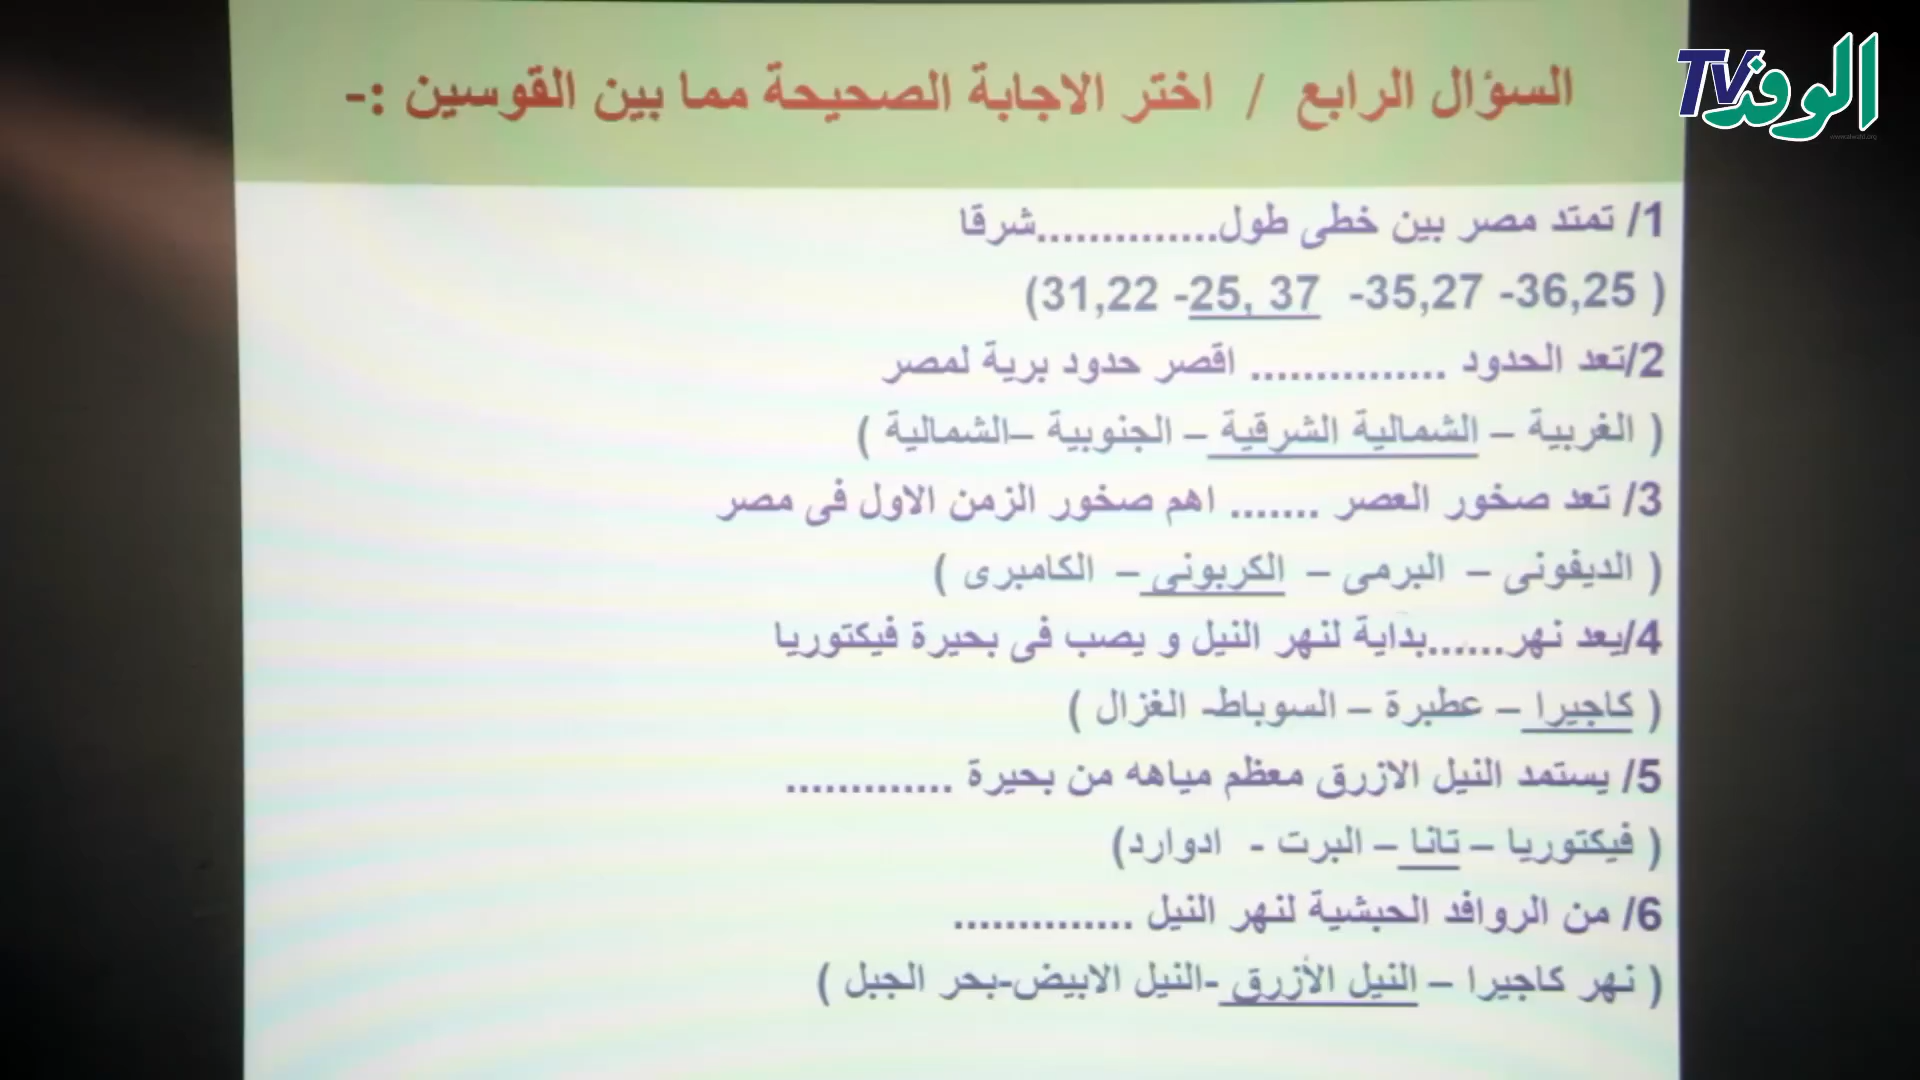 الوفد TV
السؤال الرابع / اختر الاجابة الصحيحة مما بين القوسين :-
1/ تمتد مصر بين خطى طول..............شرقا
( 36,25 -35,27- 25, 37 -31,22)
2/تعد الحدود ............... اقصر حدود برية لمصر
( الغربية – الشمالية الشرقية – الجنوبية –الشمالية )
3/ تعد صخور العصر ....... اهم صخور الزمن الاول فى مصر
( الديفونى – البرمى – الكربونى – الكامبرى )
4/يعد نهر......بداية لنهر النيل و يصب فى بحيرة فيكتوريا
( كاجيرا – عطبرة – السوباط- الغزال )
5/ يستمد النيل الازرق معظم مياهه من بحيرة .............
( فيكتوريا – تانا – البرت - ادوارد)
6/ من الروافد الحبشية لنهر النيل ..............
( نهر كاجيرا – النيل الأزرق -النيل الابيض-بحر الجبل )